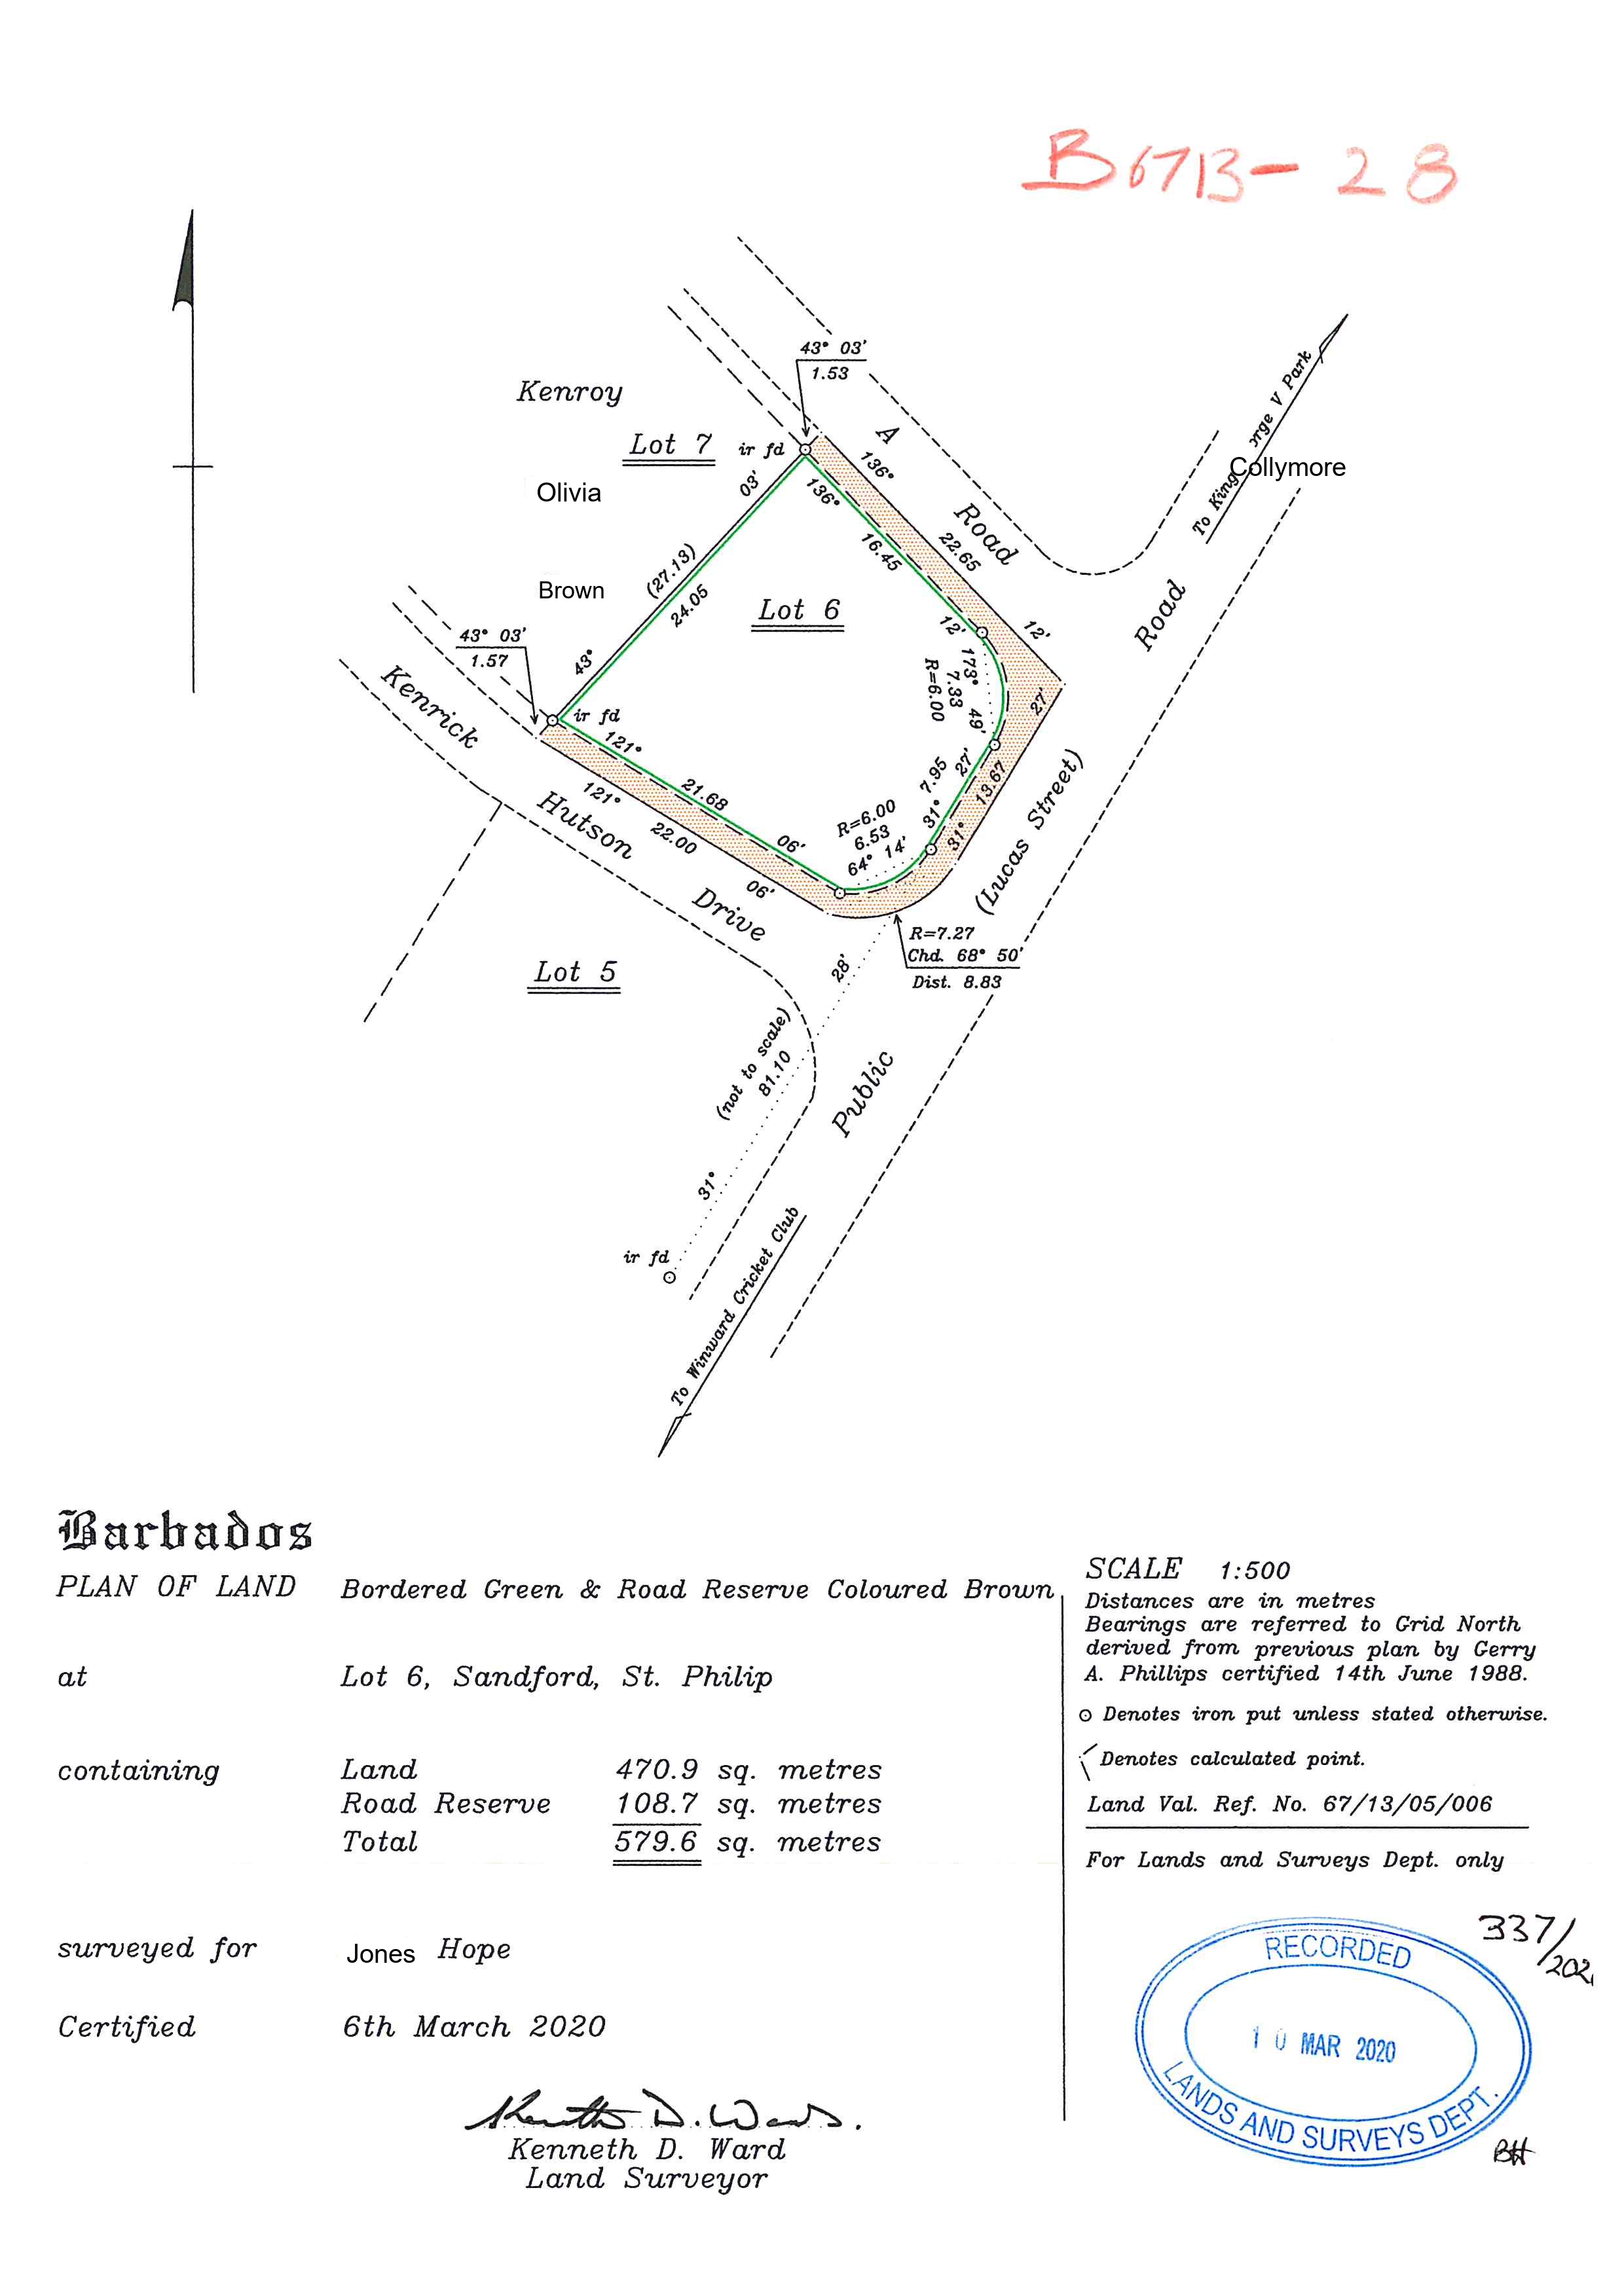 B6713-28
43° 03'
1.53
Kenroy
Lot 7
ir fd
A
136°
Olivia
03'
136°
Collymore
To King
orge V Park
Road
22.65
16.45
(27.13)
24.05
Brown
Lot 6
12'
12'
Road
43° 03'
1.57
43°
173°
49'
7.33
R=6.00
27'
Kenrick
ir fd
121°
21.68
06'
121°
22.00
06'
Hutson
Drive
R=6.00
6.53
64° 14'
7.95
27'
31°
13.67
31°
(Lucas Street)
R=7.27
Chd. 68° 50'
Dist. 8.83
Lot 5
28'
(not to scale)
81.10
31°
Public
ir fd
To Winward Cricket Club
Barbados
PLAN OF LAND Bordered Green & Road Reserve Coloured Brown
at Lot 6, Sandford, St. Philip
containing Land 470.9 sq. metres
Road Reserve 108.7 sq. metres
Total 579.6 sq. metres
surveyed for Jones Hope
Certified 6th March 2020
Kenneth D. Ward
Kenneth D. Ward
Land Surveyor
SCALE 1:500
Distances are in metres
Bearings are referred to Grid North
derived from previous plan by Gerry
A. Phillips certified 14th June 1988.
Denotes iron put unless stated otherwise.
Denotes calculated point.
Land Val. Ref. No. 67/13/05/006
For Lands and Surveys Dept. only
337/202
RECORDED
10 MAR 2020
LANDS AND SURVEYS DEPT.
BH